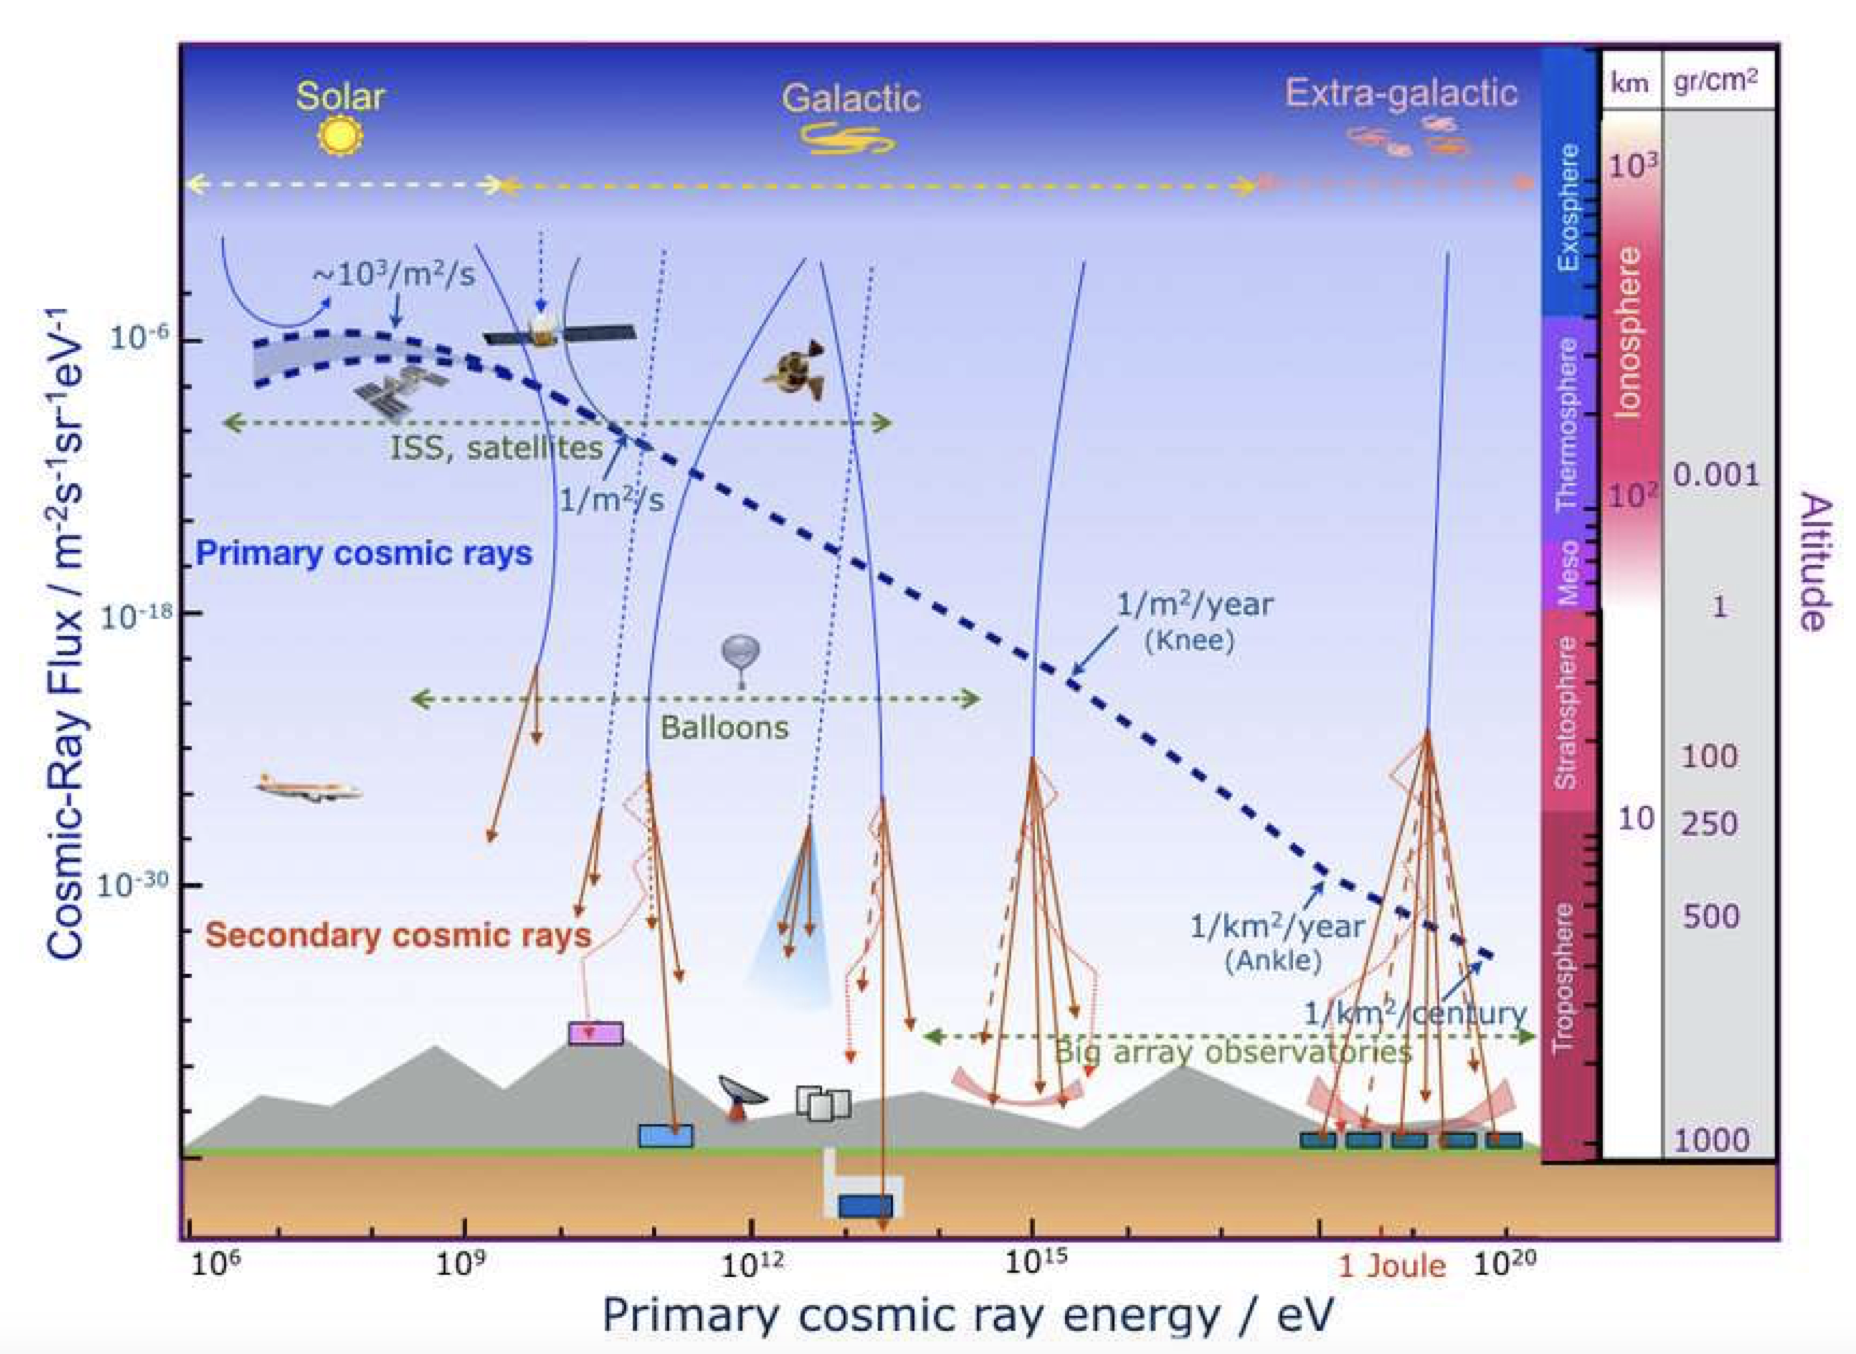 Solar
Galactic
Extra-galactic
km
gr/cm²
~10³/m²/s
10³
Exosphere
Ionosphere
10⁻⁶
ISS, satellites
1/m²/s
Thermosphere
0.001
10²
Altitude
Cosmic-Ray Flux / m⁻²s⁻¹sr⁻¹eV⁻¹
Primary cosmic rays
Meso
10⁻¹⁸
1/m²/year
(Knee)
1
Balloons
Stratosphere
100
10
250
10⁻³⁰
Secondary cosmic rays
1/km²/year
(Ankle)
500
1/km²/century
Big array observatories
Troposphere
1000
10⁶
10⁹
10¹²
10¹⁵
1 Joule
10²⁰
Primary cosmic ray energy / eV